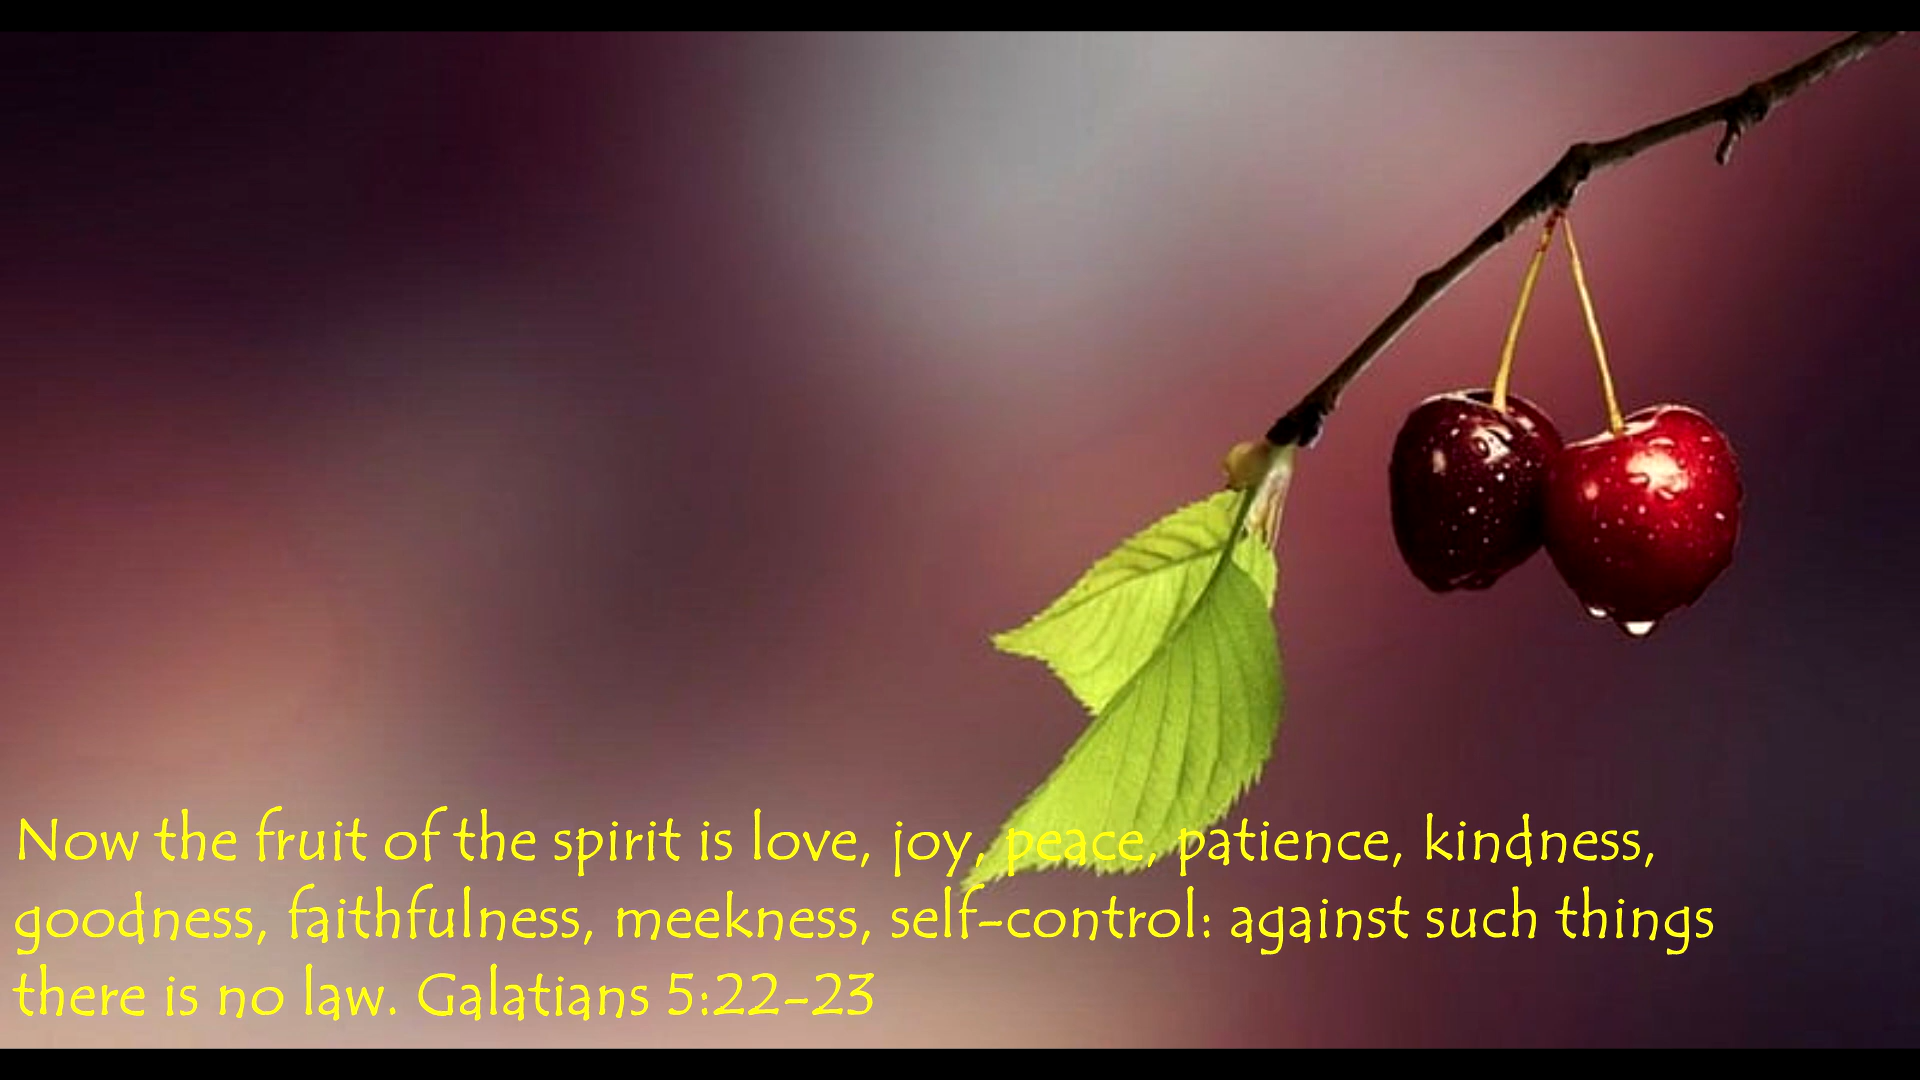 Now the fruit of the spirit is love, joy, peace, patience, kindness,
goodness, faithfulness, meekness, self-control: against such things
there is no law. Galatians 5:22-23